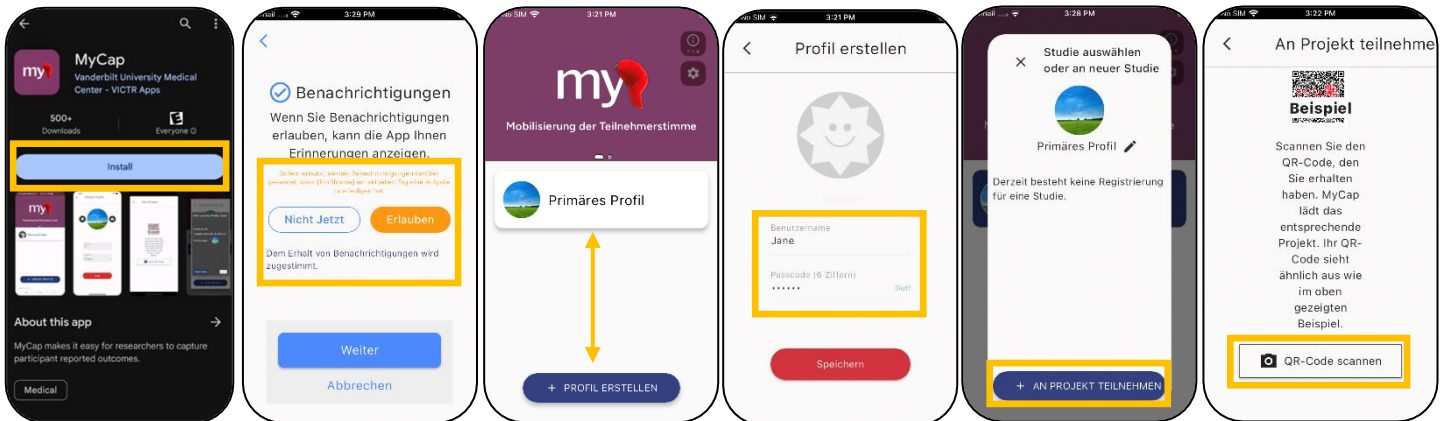 MyCap
Vanderbilt University Medical
Center - VICTR Apps
500+
Downloads
Everyone
Install
About this app
MyCap makes it easy for researchers to capture
participant reported outcomes.
Medical
3:29 PM
Benachrichtigungen
Wenn Sie Benachrichtigungen
erlauben, kann die App Ihnen
Erinnerungen anzeigen.
Nicht Jetzt
Erlauben
Dem Erhalt von Benachrichtigungen wird
zugestimmt.
Weiter
Abbrechen
No SIM
3:21 PM
my
Mobilisierung der Teilnehmerstimme
Primäres Profil
+ PROFIL ERSTELLEN
No SIM
3:21 PM
Profil erstellen
Benutzername
Jane
Passcode (6 Ziffern)
Gut!
Speichern
3:28 PM
Studie auswählen
oder an neuer Studie
Primäres Profil
Derzeit besteht keine Registrierung
für eine Studie.
+ AN PROJEKT TEILNEHMEN
No SIM
3:22 PM
An Projekt teilnehme
Beispiel
Scannen Sie den
QR-Code, den
Sie erhalten
haben. MyCap
lädt das
entsprechende
Projekt. Ihr QR-
Code sieht
ähnlich aus wie
im oben
gezeigten
Beispiel.
QR-Code scannen